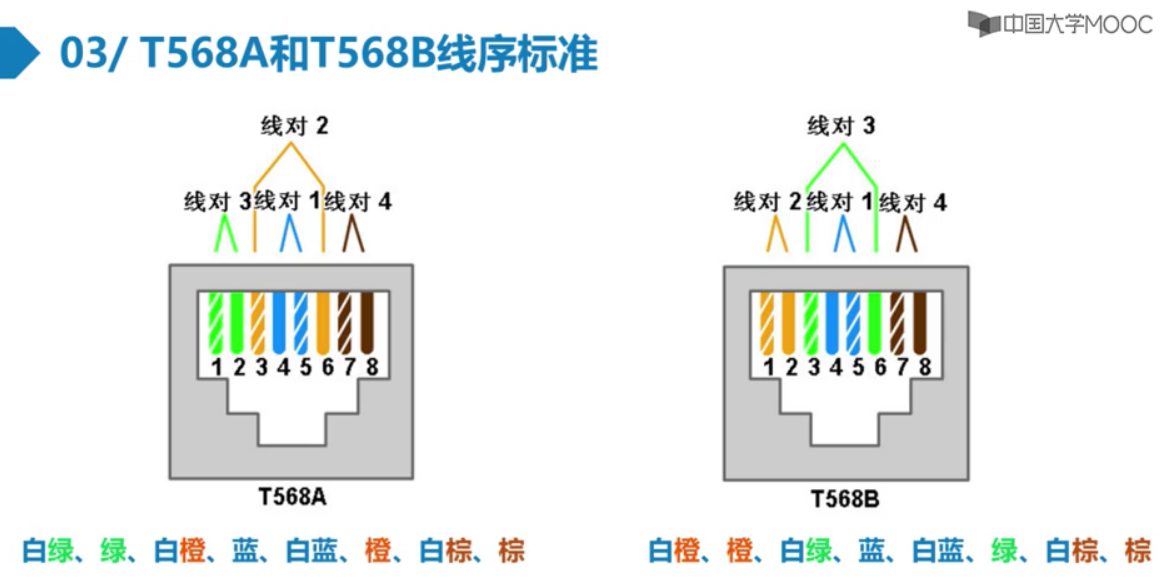 中国大学MOOC
03/ T568A和T568B线序标准
线对 2
线对 3 线对 1 线对 4
1 2 3 4 5 6 7 8
T568A
白绿、绿、白橙、蓝、白蓝、橙、白棕、棕
线对 3
线对 2 线对 1 线对 4
1 2 3 4 5 6 7 8
T568B
白橙、橙、白绿、蓝、白蓝、绿、白棕、棕